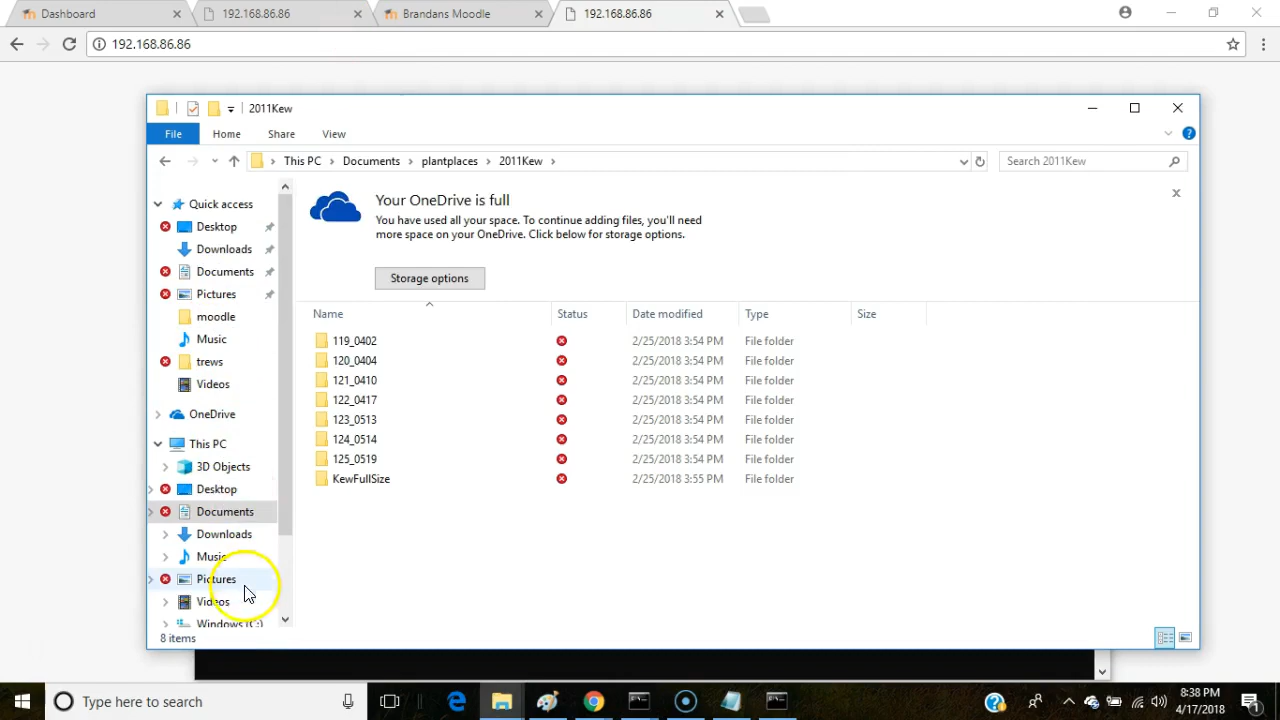 Dashboard
192.168.86.86
Brandans Moodle
192.168.86.86
192.168.86.86
2011Kew
File
Home
Share
View
This PC
Documents
plantplaces
2011Kew
Search 2011Kew
Your OneDrive is full
You have used all your space. To continue adding files, you'll need
more space on your OneDrive. Click below for storage options.
Storage options
Quick access
Desktop
Downloads
Documents
Pictures
moodle
Music
trews
Videos
OneDrive
This PC
3D Objects
Desktop
Documents
Downloads
Music
Pictures
Videos
Windows (C:)
Name Status Date modified Type Size
119_0402 2/25/2018 3:54 PM File folder
120_0404 2/25/2018 3:54 PM File folder
121_0410 2/25/2018 3:54 PM File folder
122_0417 2/25/2018 3:54 PM File folder
123_0513 2/25/2018 3:54 PM File folder
124_0514 2/25/2018 3:54 PM File folder
125_0519 2/25/2018 3:54 PM File folder
KewFullSize 2/25/2018 3:55 PM File folder
8 items
Type here to search
8:38 PM
4/17/2018